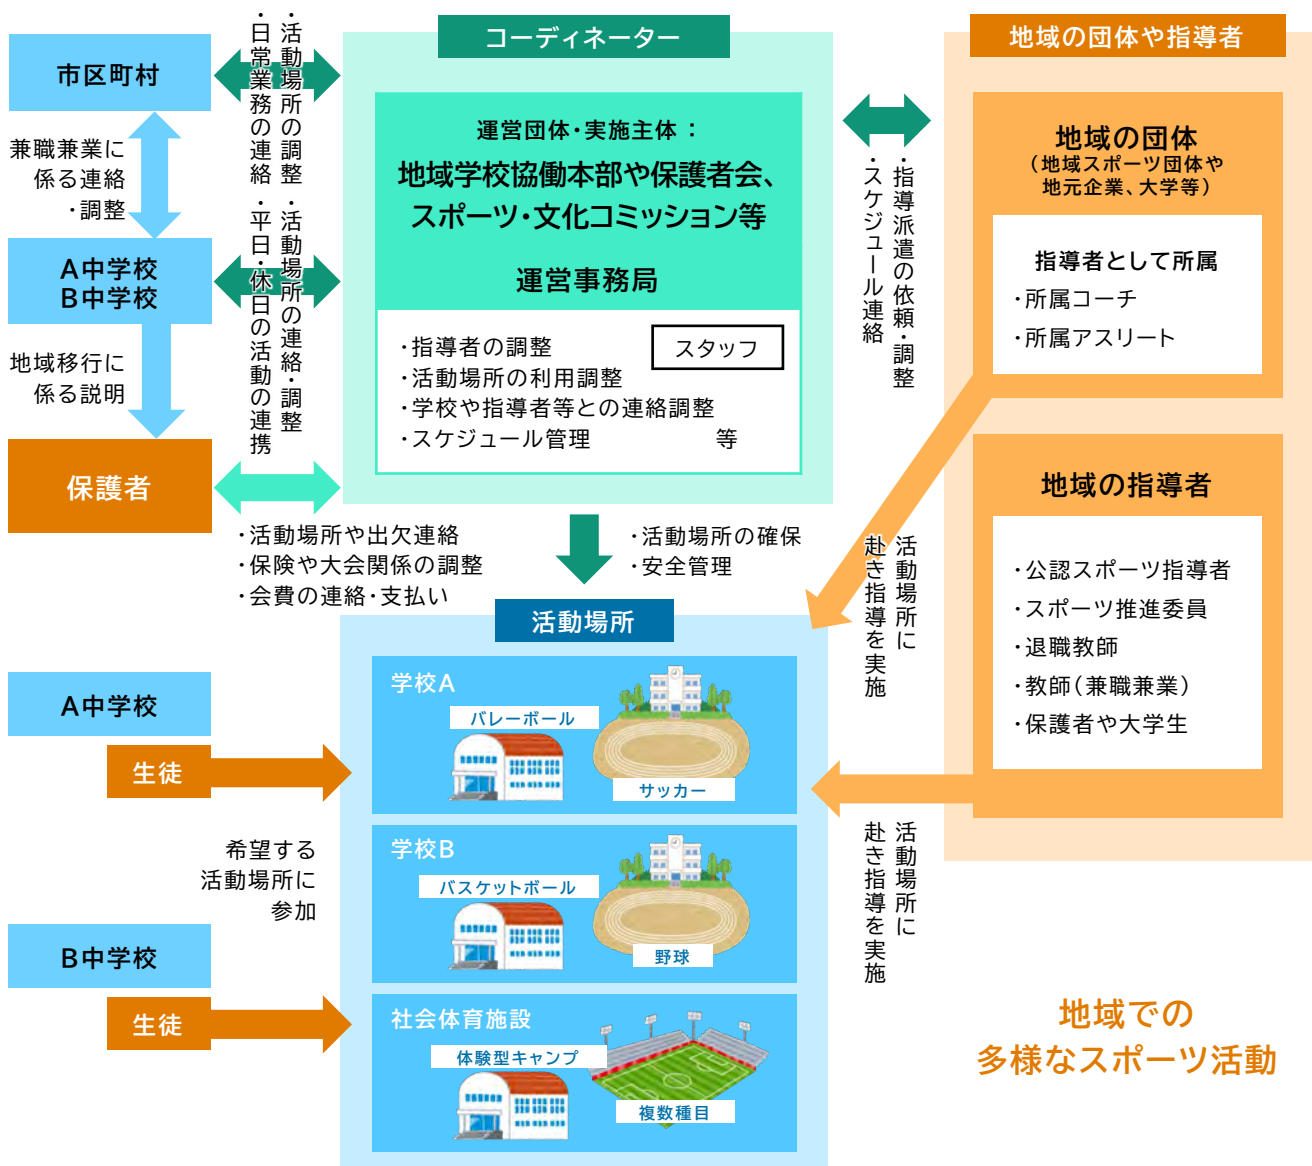 市区町村
兼職兼業に
係る連絡
・調整
A中学校
B中学校
地域移行に
係る説明
保護者
・活動場所の調整
・日常業務の連絡
・活動場所の連絡・調整
・平日・休日の活動の連携
コーディネーター
運営団体・実施主体：
地域学校協働本部や保護者会、
スポーツ・文化コミッション等
運営事務局
スタッフ
・指導者の調整
・活動場所の利用調整
・学校や指導者等との連絡調整
・スケジュール管理 等
・指導派遣の依頼・調整
・スケジュール連絡
地域の団体や指導者
地域の団体
（地域スポーツ団体や
地元企業、大学等）
指導者として所属
・所属コーチ
・所属アスリート
地域の指導者
・公認スポーツ指導者
・スポーツ推進委員
・退職教師
・教師（兼職兼業）
・保護者や大学生
・活動場所や出欠連絡
・保険や大会関係の調整
・会費の連絡・支払い
・活動場所の確保
・安全管理
活動場所に
赴き指導を実施
活動場所
学校A
バレーボール
サッカー
学校B
バスケットボール
野球
社会体育施設
体験型キャンプ
複数種目
A中学校
生徒
希望する
活動場所に
参加
B中学校
生徒
活動場所に
赴き指導を実施
地域での
多様なスポーツ活動